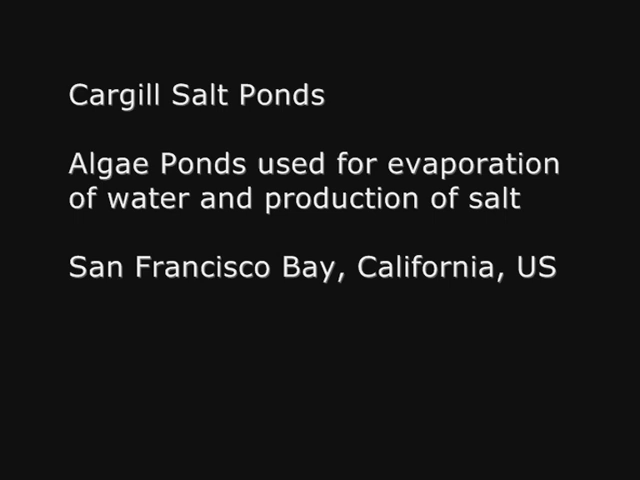 Cargill Salt Ponds
Algae Ponds used for evaporation
of water and production of salt
San Francisco Bay, California, US